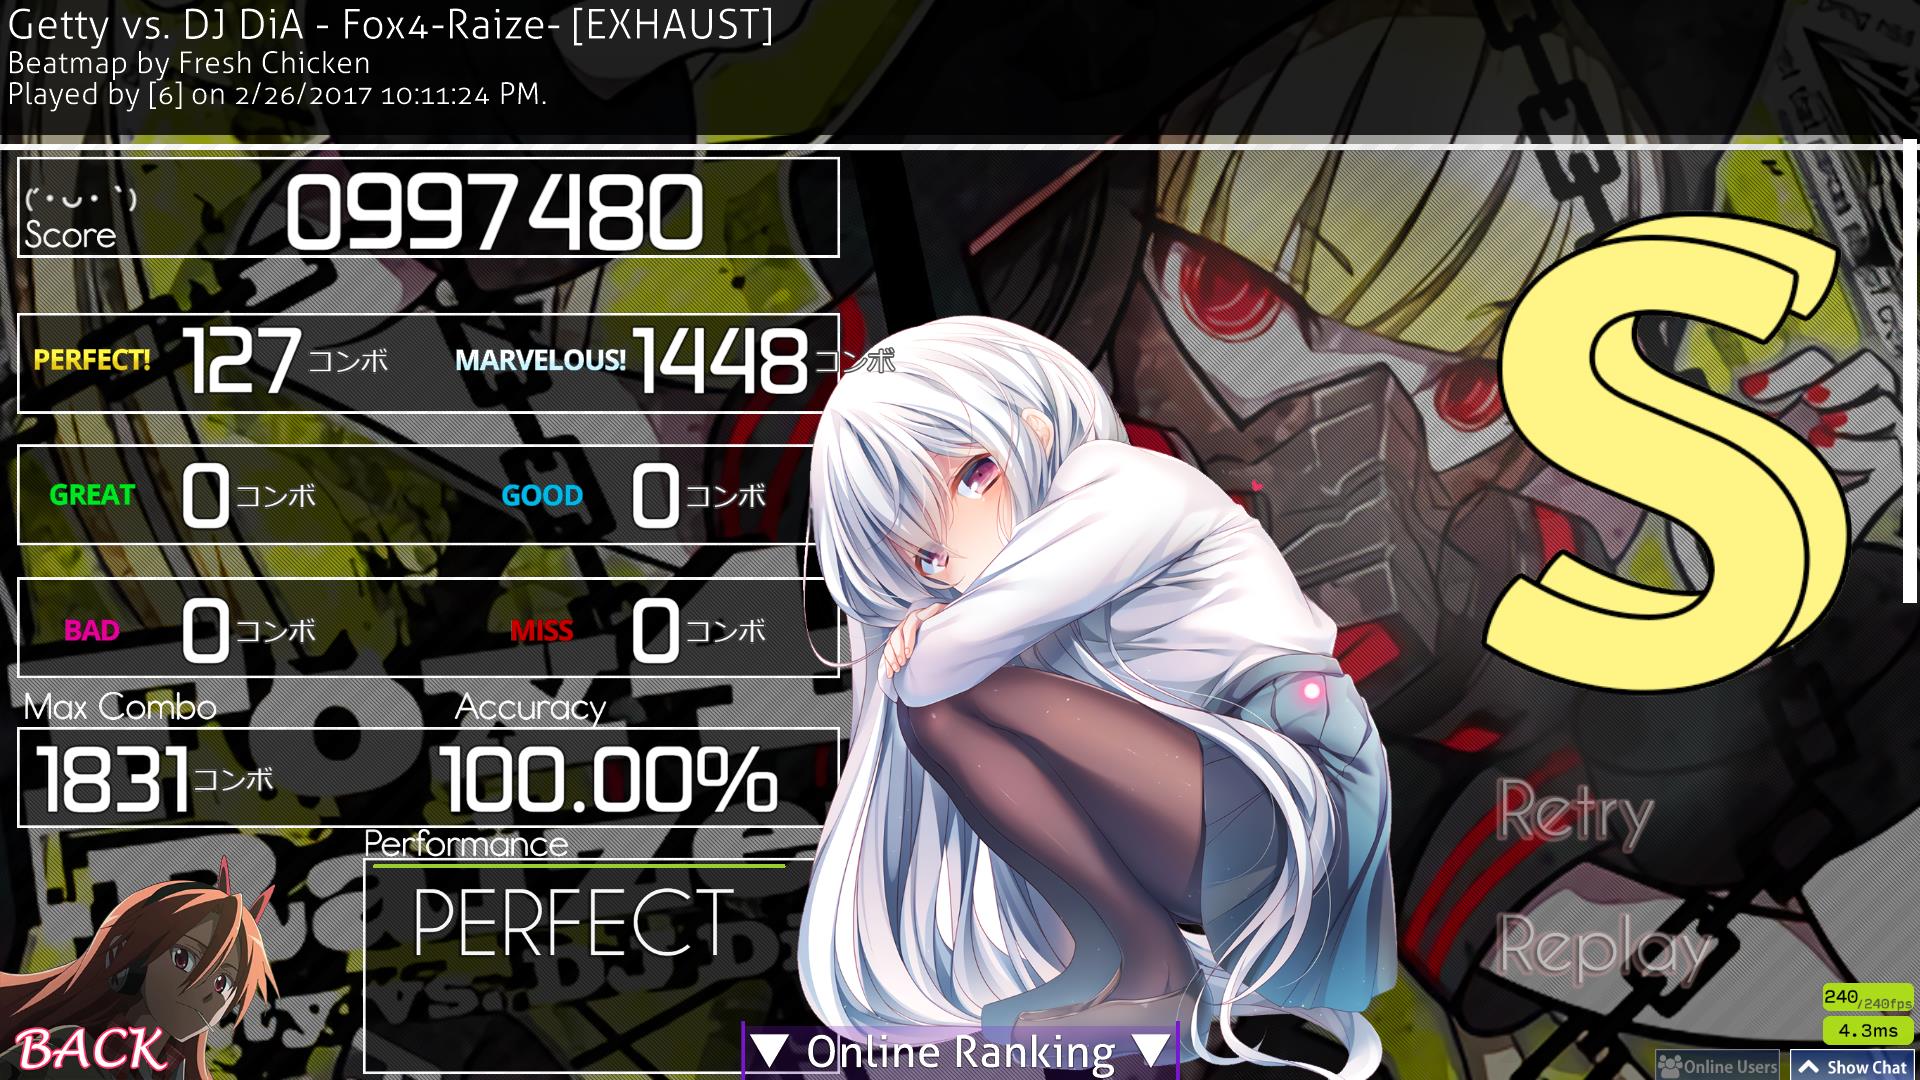 Getty vs. DJ DiA - Fox4-Raize- [EXHAUST]
Beatmap by Fresh Chicken
Played by [6] on 2/26/2017 10:11:24 PM.
(´・ᴗ・`)
Score 0997480
PERFECT! 127コンボ MARVELOUS! 1448コンボ
GREAT 0コンボ GOOD 0コンボ
BAD 0コンボ MISS 0コンボ
Max Combo Accuracy
1831コンボ 100.00%
Performance
PERFECT
Retry
Replay
BACK
▼ Online Ranking ▼
240/240fps
4.3ms
Online Users
Show Chat